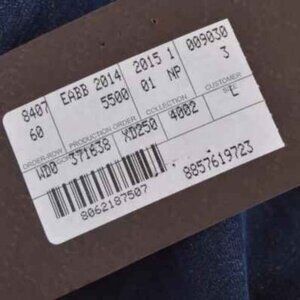 8407 EABB 2014 2015 1 009030
60 5500 01 NP 3
ORDER-ROW PRODUCTION ORDER COLLECTION CUSTOMER
WDO 371638 XD250 4002 L
8062187507 8857619723